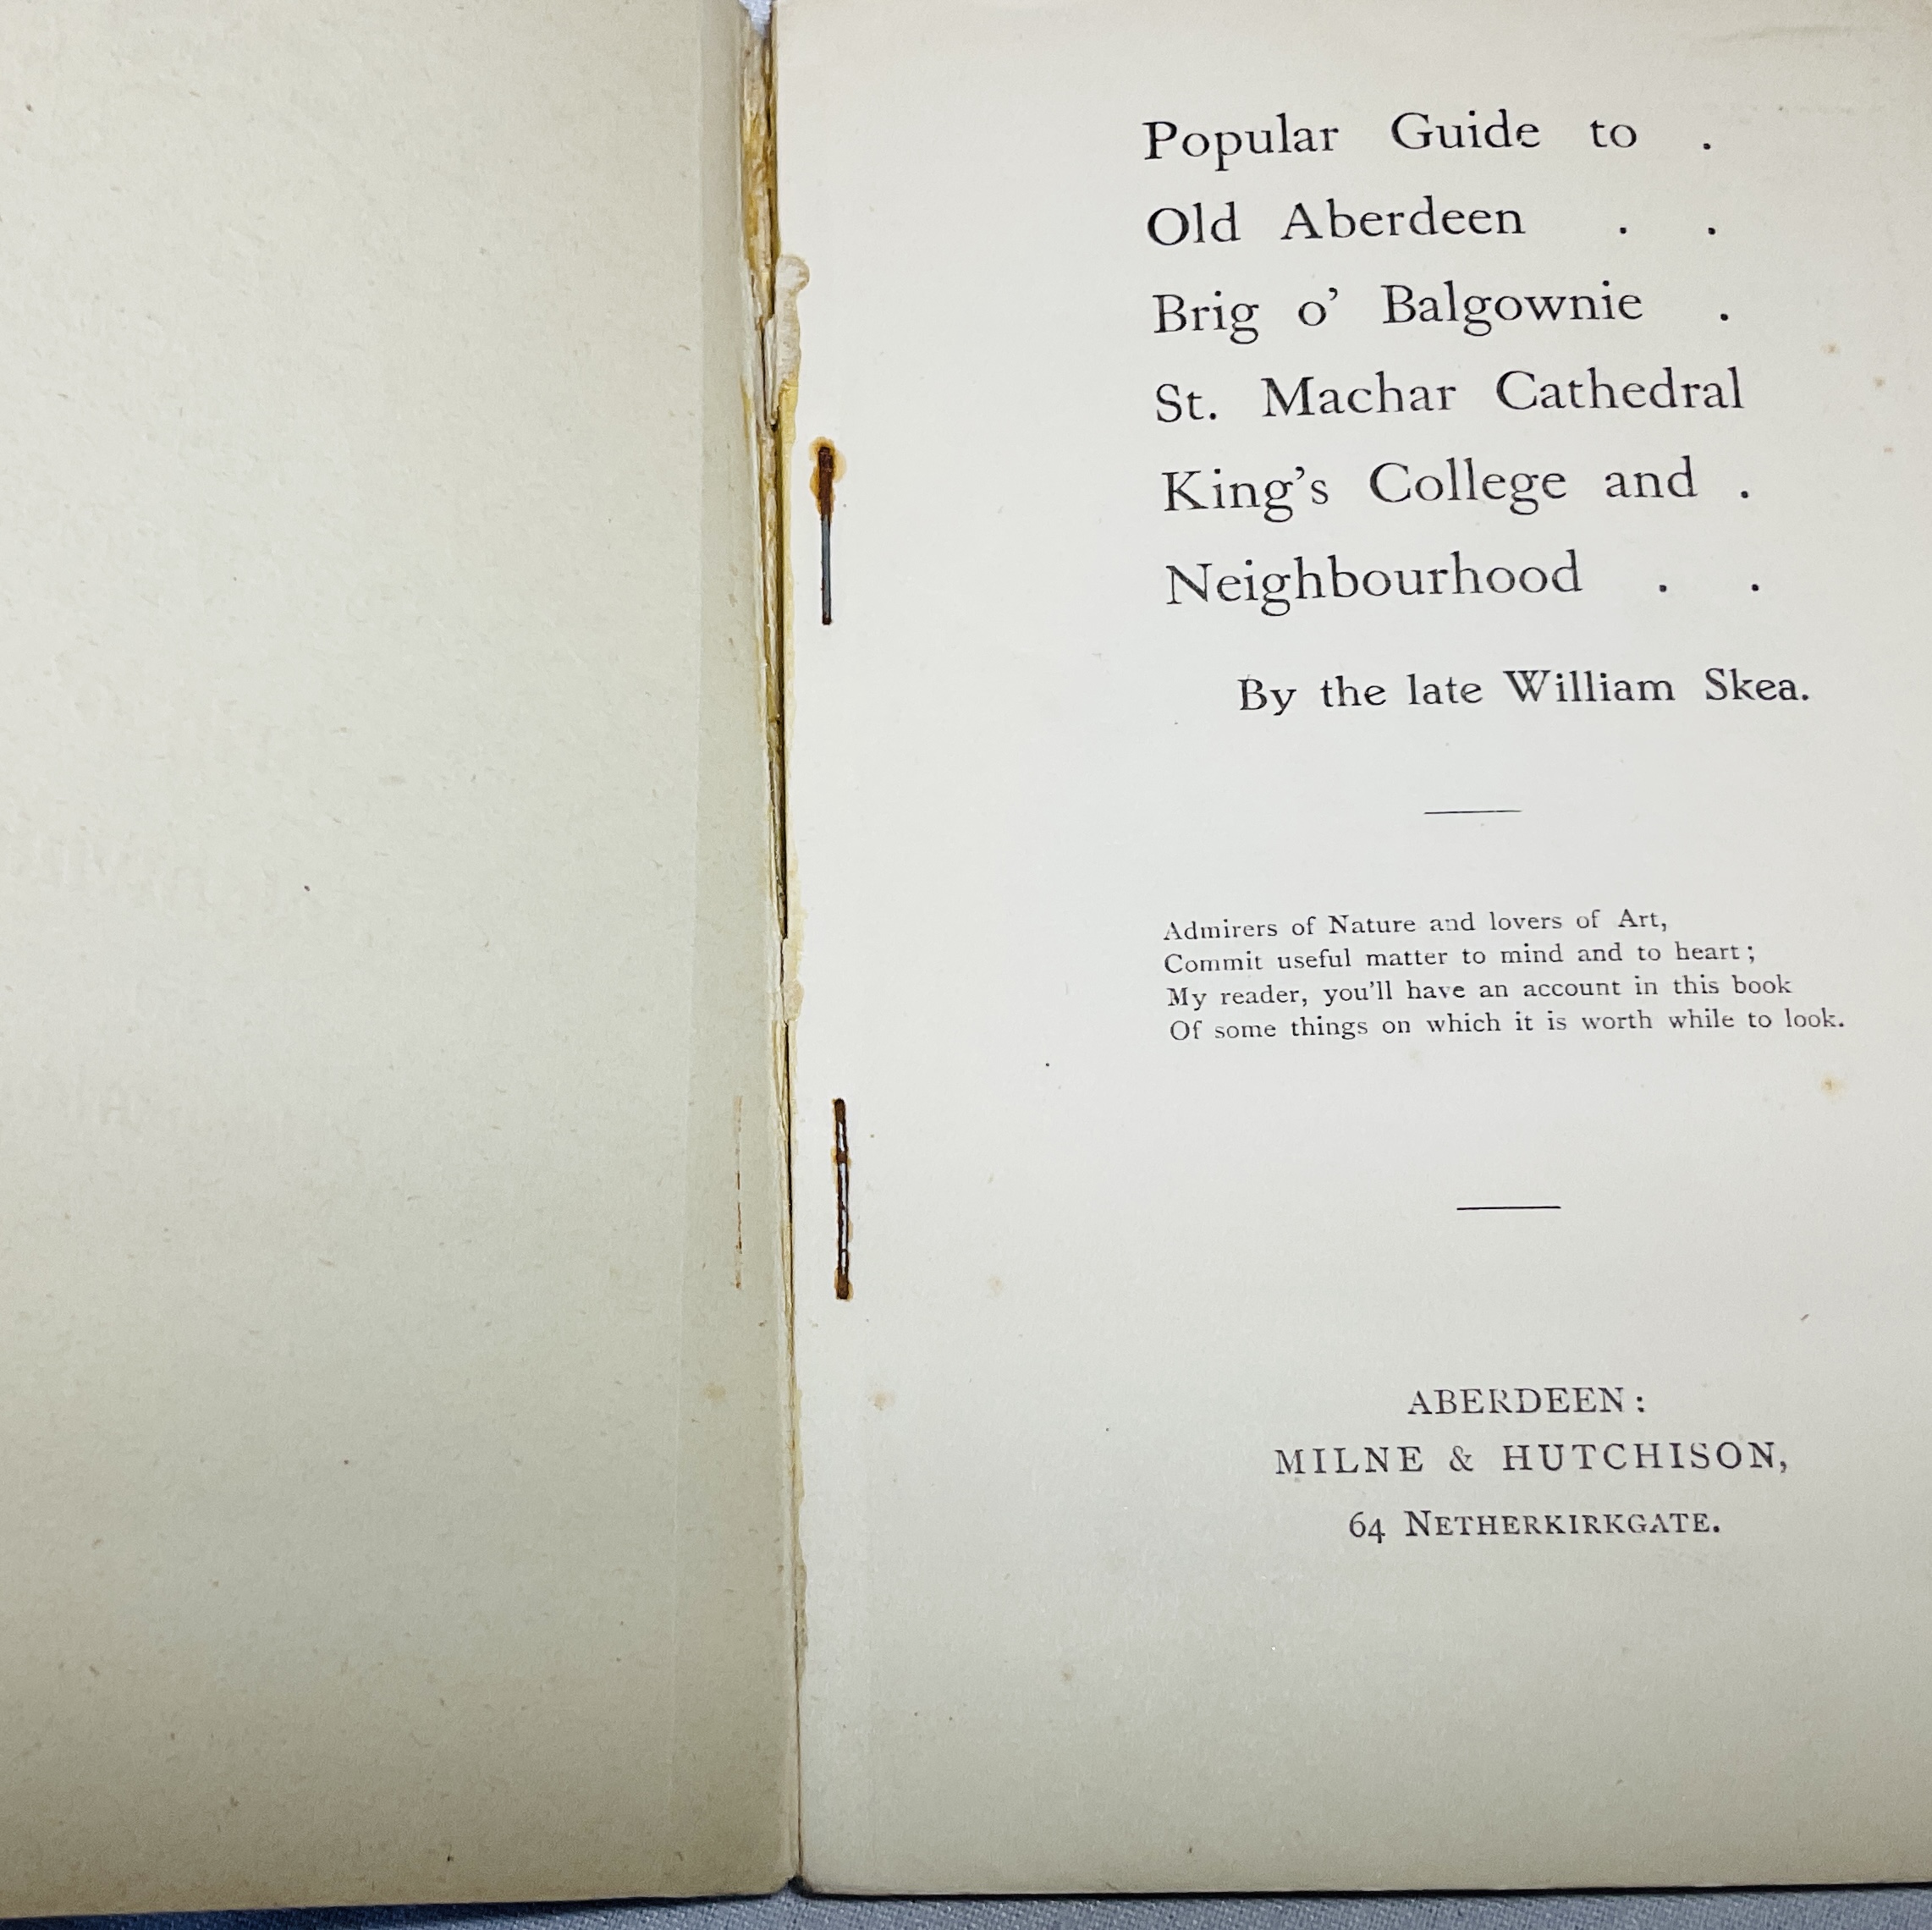 Popular Guide to .
Old Aberdeen . .
Brig o’ Balgownie .
St. Machar Cathedral
King’s College and .
Neighbourhood . .
By the late William Skea.
Admirers of Nature and lovers of Art,
Commit useful matter to mind and to heart ;
My reader, you’ll have an account in this book
Of some things on which it is worth while to look.
ABERDEEN :
MILNE & HUTCHISON,
64 NETHERKIRKGATE.